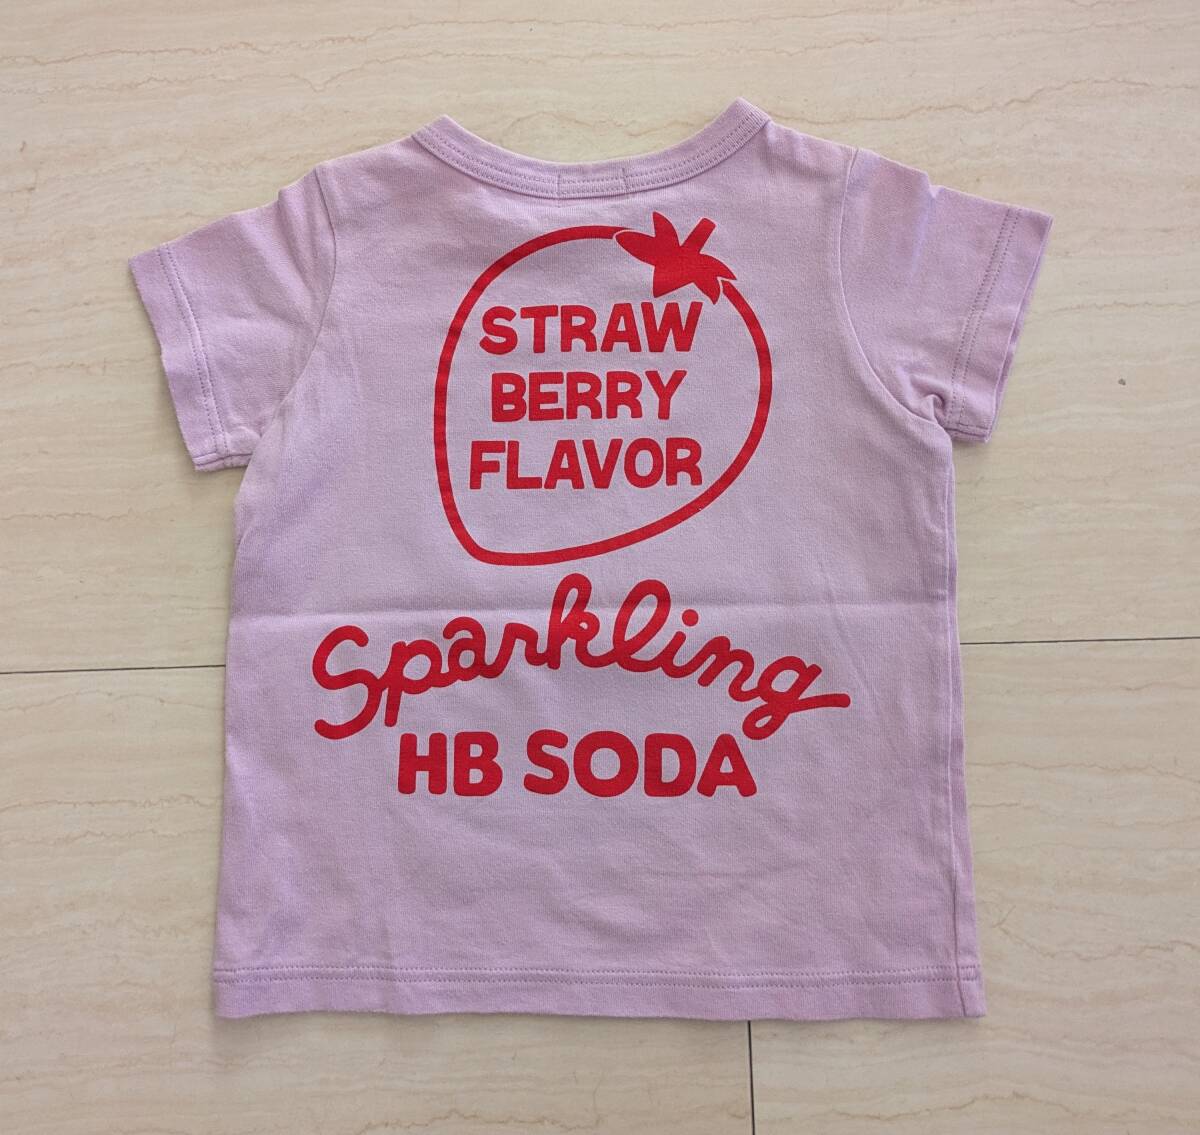 STRAW
BERRY
FLAVOR
Sparkling
HB SODA